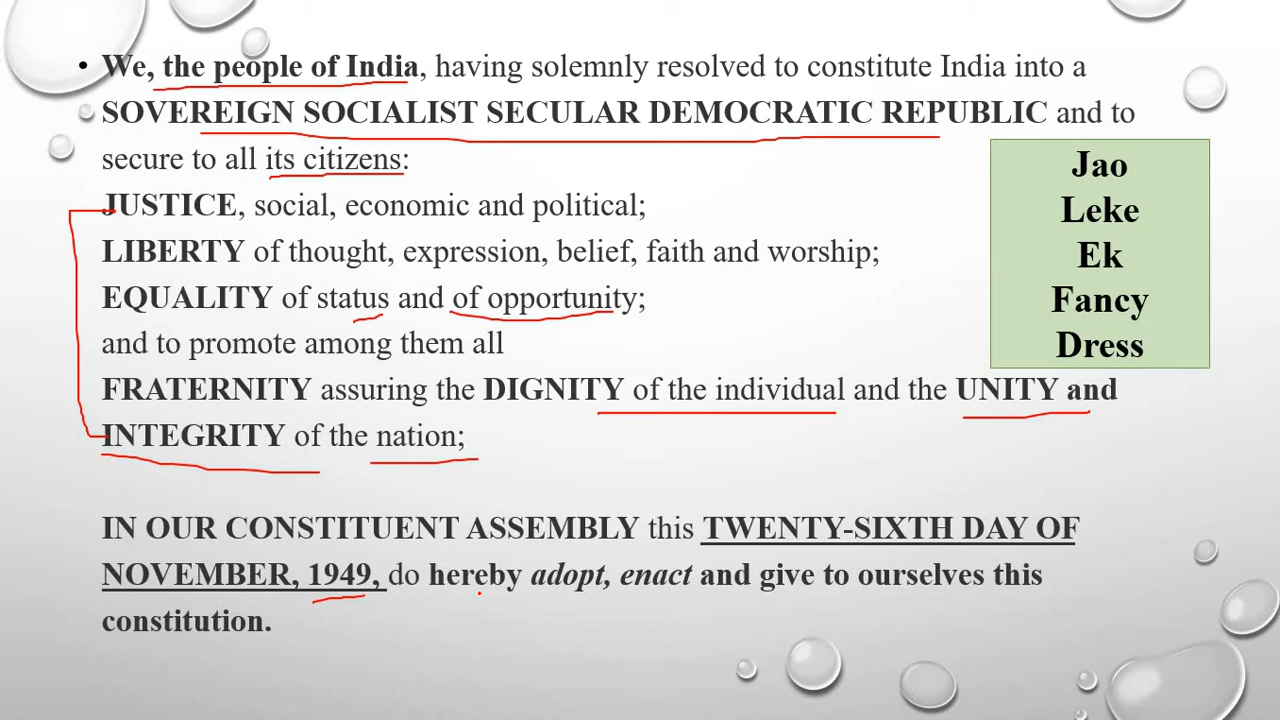 • We, the people of India, having solemnly resolved to constitute India into a
SOVEREIGN SOCIALIST SECULAR DEMOCRATIC REPUBLIC and to
secure to all its citizens:
JUSTICE, social, economic and political;
LIBERTY of thought, expression, belief, faith and worship;
EQUALITY of status and of opportunity;
and to promote among them all
FRATERNITY assuring the DIGNITY of the individual and the UNITY and
INTEGRITY of the nation;
IN OUR CONSTITUENT ASSEMBLY this TWENTY-SIXTH DAY OF
NOVEMBER, 1949, do hereby adopt, enact and give to ourselves this
constitution.
Jao
Leke
Ek
Fancy
Dress